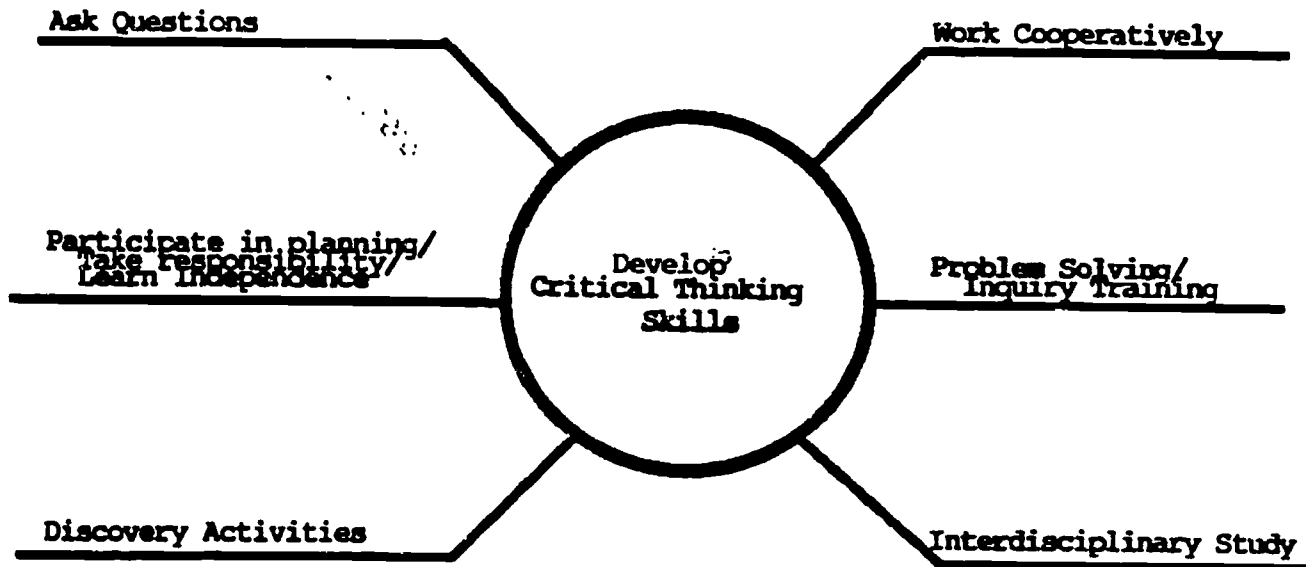 Ask Questions
Work Cooperatively
Participate in planning/
Take responsibility/
Learn Independence
Develop
Critical Thinking
Skills
Problem Solving/
Inquiry Training
Discovery Activities
Interdisciplinary Study